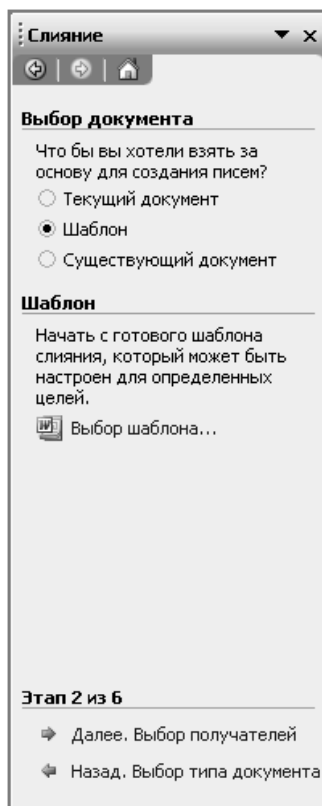 Слияние
Выбор документа
Что бы вы хотели взять за
основу для создания писем?
Текущий документ
Шаблон
Существующий документ
Шаблон
Начать с готового шаблона
слияния, который может быть
настроен для определенных
целей.
Выбор шаблона...
Этап 2 из 6
Далее. Выбор получателей
Назад. Выбор типа документа